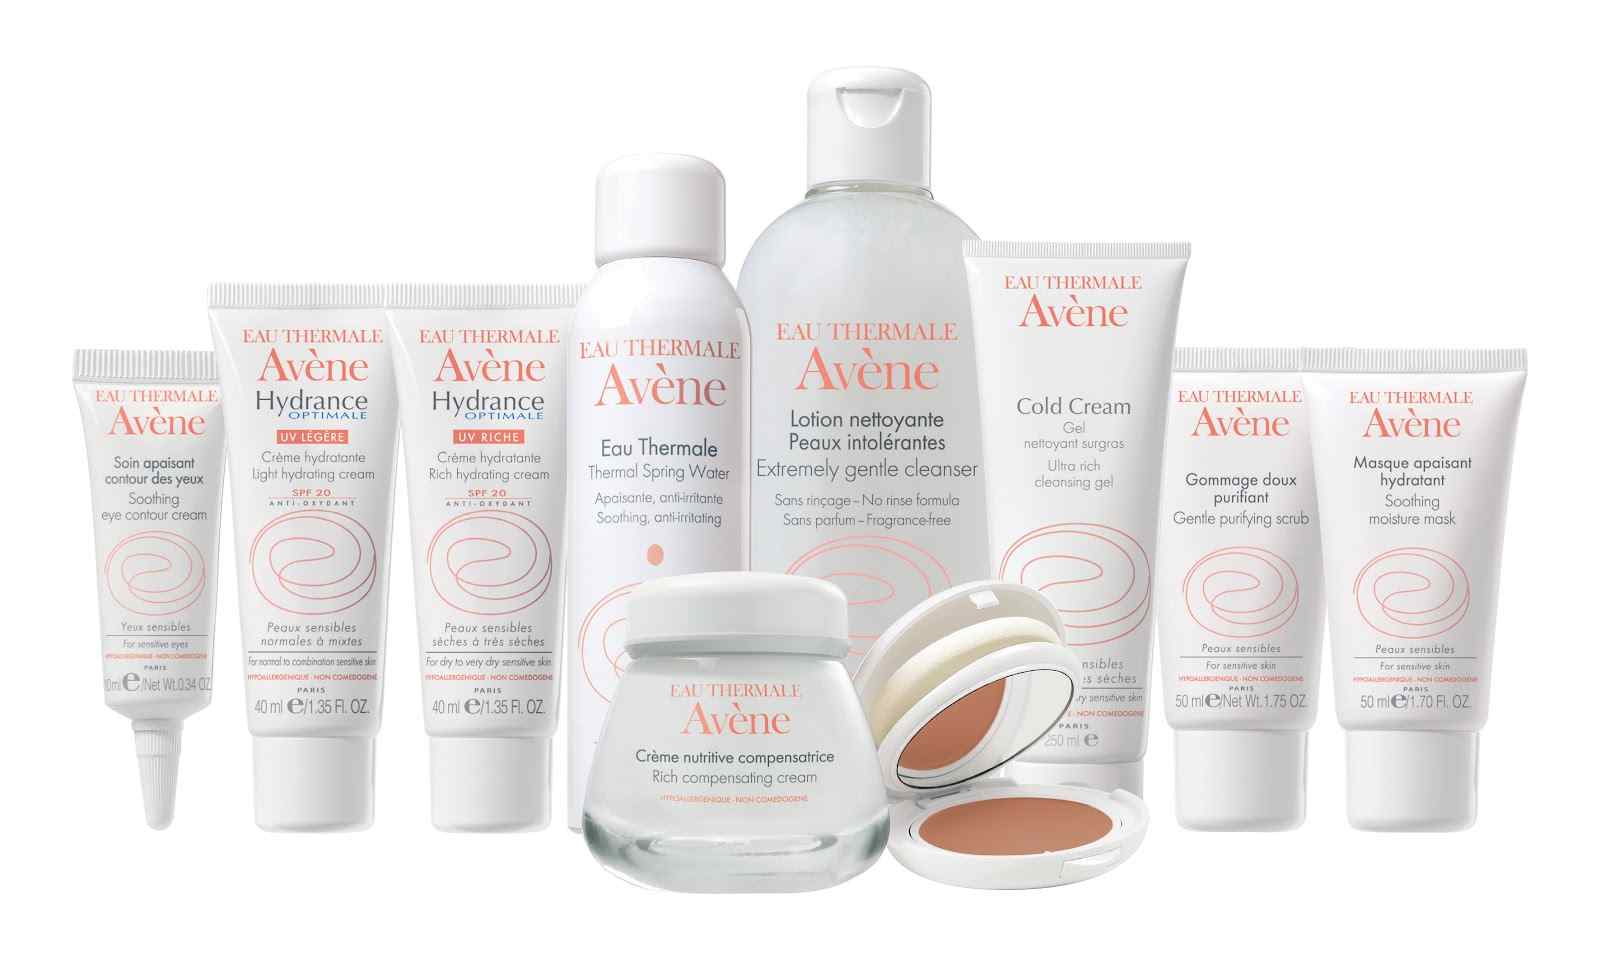 EAU THERMALE
Avène
Soin apaisant
contour des yeux
Soothing
eye contour cream
Yeux sensibles
For sensitive eyes
HYPOALLERGENIQUE - NON COMEDOGENE
PARIS
10ml e/Net Wt.0.34 OZ.
EAU THERMALE
Avène
Hydrance
OPTIMALE
UV LÉGÈRE
Crème hydratante
Light hydrating cream
SPF 20
ANTI-OXYDANT
Peaux sensibles
normales à mixtes
For normal to combination sensitive skin
HYPOALLERGENIQUE - NON COMEDOGENE
PARIS
40 ml e/1.35 FL. OZ.
EAU THERMALE
Avène
Hydrance
OPTIMALE
UV RICHE
Crème hydratante
Rich hydrating cream
SPF 20
ANTI-OXYDANT
Peaux sensibles
sèches à très sèches
For dry to very dry sensitive skin
HYPOALLERGENIQUE - NON COMEDOGENE
PARIS
40 ml e/1.35 FL. OZ.
EAU THERMALE
Avène
Eau Thermale
Thermal Spring Water
Apaisante, anti-irritante
Soothing, anti-irritating
EAU THERMALE
Avène
Lotion nettoyante
Peaux intolérantes
Extremely gentle cleanser
Sans rinçage – No rinse formula
Sans parfum – Fragrance-free
EAU THERMALE
Avène
Crème nutritive compensatrice
Rich compensating cream
HYPOALLERGENIQUE - NON COMEDOGENE
EAU THERMALE
Avène
Cold Cream
Gel
nettoyant surgras
Ultra rich
cleansing gel
sensibles
sèches
dry sensitive skin
- NON COMEDOGENE
PARIS
250 ml e
EAU THERMALE
Avène
Gommage doux
purifiant
Gentle purifying scrub
Peaux sensibles
For sensitive skin
HYPOALLERGENIQUE - NON COMEDOGENE
PARIS
50 ml e/Net Wt. 1.75 OZ.
EAU THERMALE
Avène
Masque apaisant
hydratant
Soothing
moisture mask
Peaux sensibles
For sensitive skin
HYPOALLERGENIQUE - NON COMEDOGENE
PARIS
50 ml e/1.70 FL. OZ.